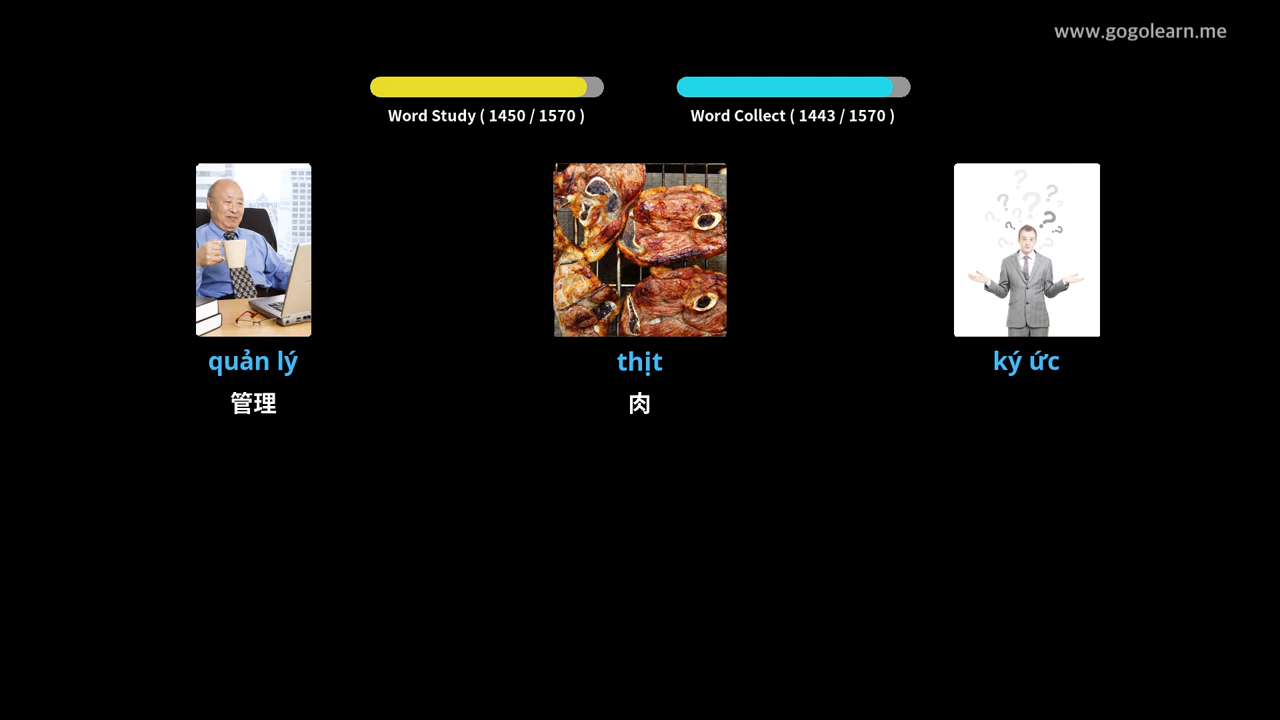 www.gogolearn.me
Word Study ( 1450 / 1570 )
Word Collect ( 1443 / 1570 )
quản lý
thịt
ký ức
管理
肉